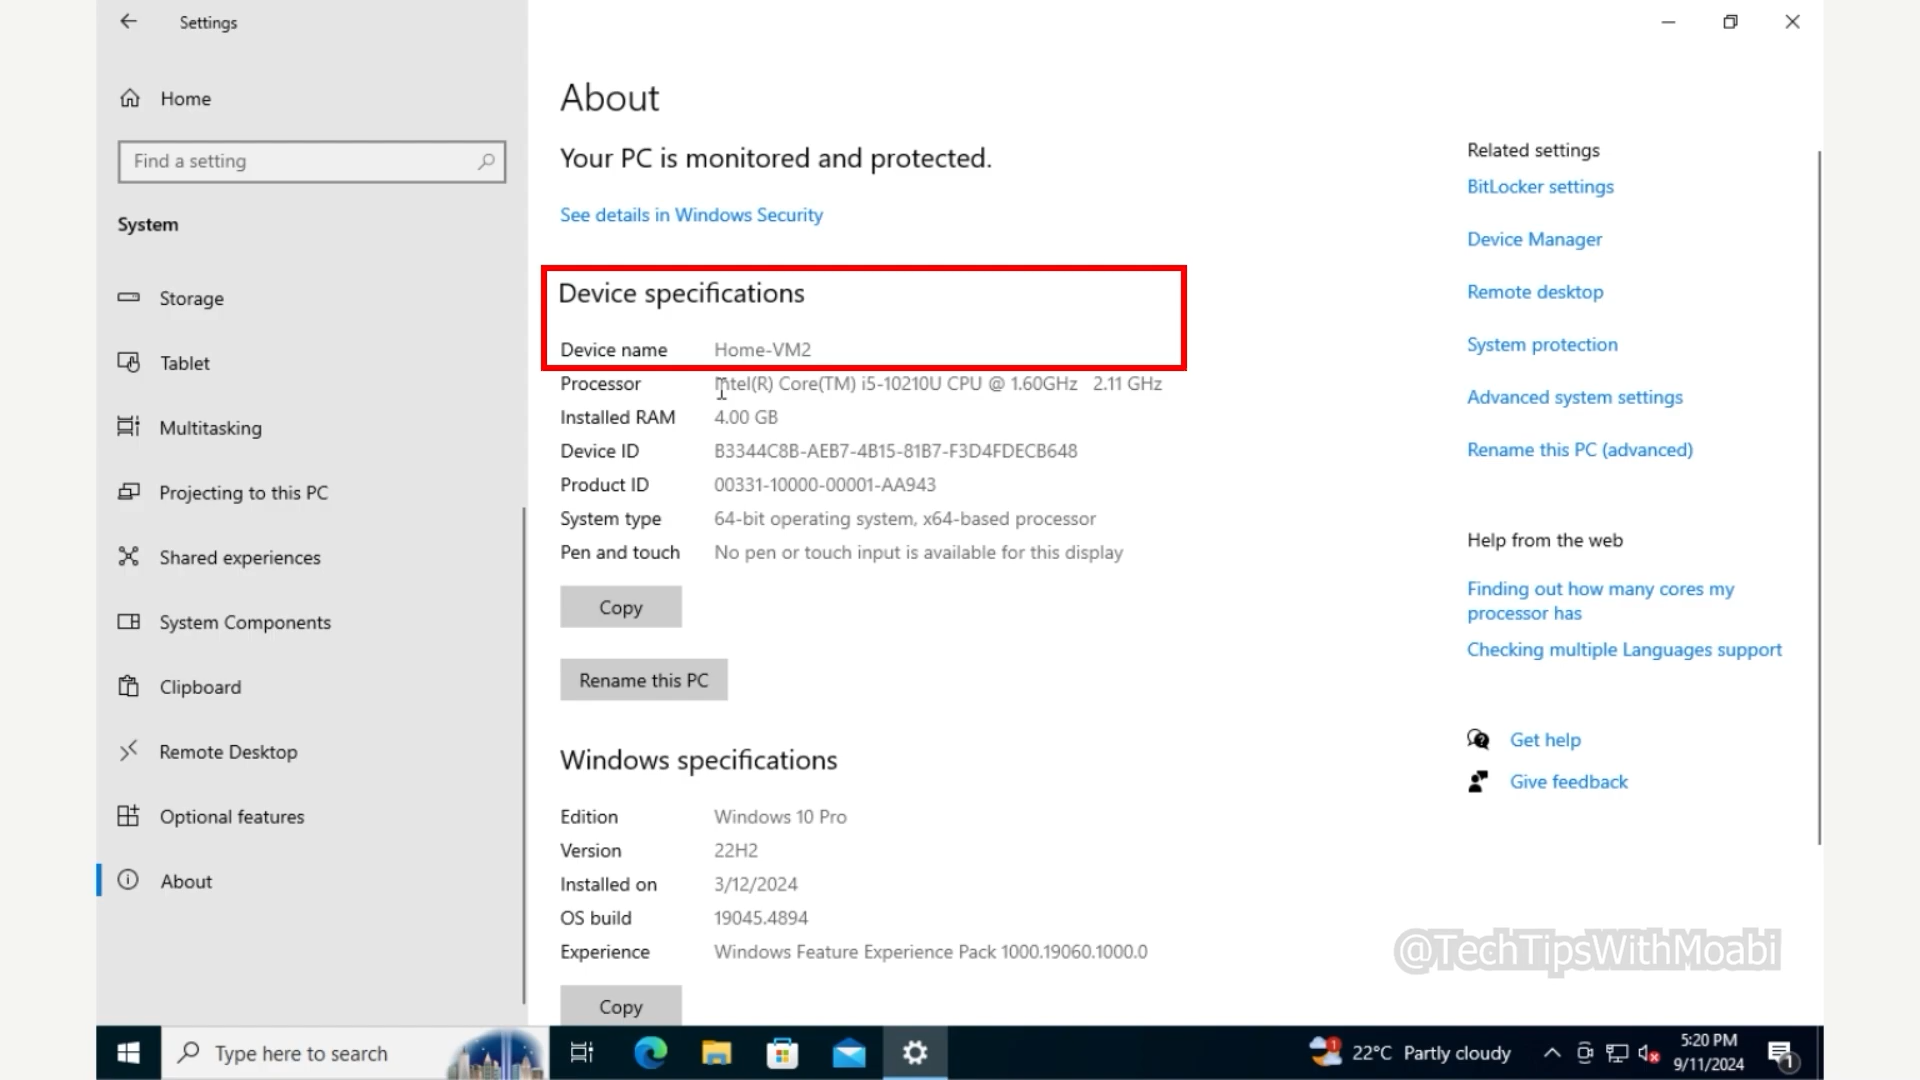 Settings
Home
Find a setting
System
Storage
Tablet
Multitasking
Projecting to this PC
Shared experiences
System Components
Clipboard
Remote Desktop
Optional features
About
About
Your PC is monitored and protected.
See details in Windows Security
Device specifications
Device name Home-VM2
Processor Intel(R) Core(TM) i5-10210U CPU @ 1.60GHz 2.11 GHz
Installed RAM 4.00 GB
Device ID B3344C8B-AEB7-4B15-81B7-F3D4FDECB648
Product ID 00331-10000-00001-AA943
System type 64-bit operating system, x64-based processor
Pen and touch No pen or touch input is available for this display
Copy
Rename this PC
Windows specifications
Edition Windows 10 Pro
Version 22H2
Installed on 3/12/2024
OS build 19045.4894
Experience Windows Feature Experience Pack 1000.19060.1000.0
Copy
Related settings
BitLocker settings
Device Manager
Remote desktop
System protection
Advanced system settings
Rename this PC (advanced)
Help from the web
Finding out how many cores my
processor has
Checking multiple Languages support
Get help
Give feedback
@TechTipsWithMoabi
Type here to search
1
22°C Partly cloudy
5:20 PM
9/11/2024
1